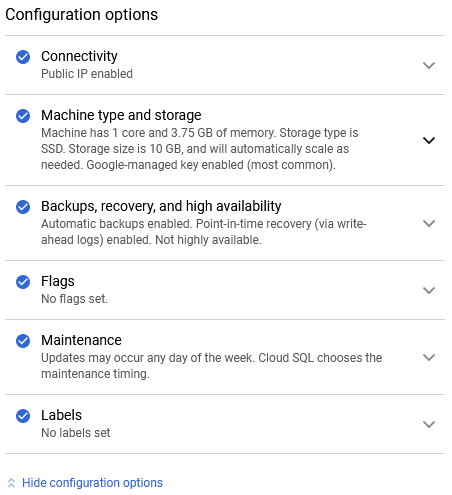 Configuration options
Connectivity
Public IP enabled
Machine type and storage
Machine has 1 core and 3.75 GB of memory. Storage type is
SSD. Storage size is 10 GB, and will automatically scale as
needed. Google-managed key enabled (most common).
Backups, recovery, and high availability
Automatic backups enabled. Point-in-time recovery (via write-
ahead logs) enabled. Not highly available.
Flags
No flags set.
Maintenance
Updates may occur any day of the week. Cloud SQL chooses the
maintenance timing.
Labels
No labels set
Hide configuration options